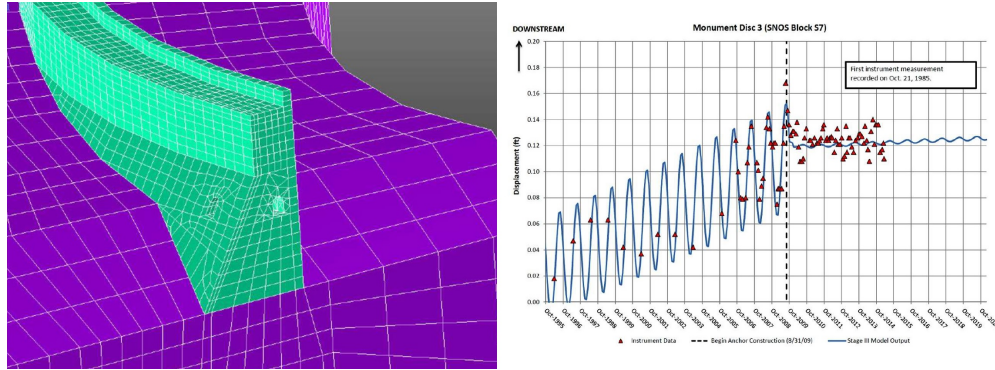 DOWNSTREAM
Monument Disc 3 (SNOS Block S7)
0.20
0.18
0.16
0.14
0.12
0.10
0.08
0.06
0.04
0.02
0.00
Displacement (ft)
First instrument measurement
recorded on Oct. 21, 1985.
Oct-1995
Oct-1996
Oct-1997
Oct-1998
Oct-1999
Oct-2000
Oct-2001
Oct-2002
Oct-2003
Oct-2004
Oct-2005
Oct-2006
Oct-2007
Oct-2008
Oct-2009
Oct-2010
Oct-2011
Oct-2012
Oct-2013
Oct-2014
Oct-2015
Oct-2016
Oct-2017
Oct-2018
Oct-2019
Instrument Data
Begin Anchor Construction (8/31/09)
Stage III Model Output